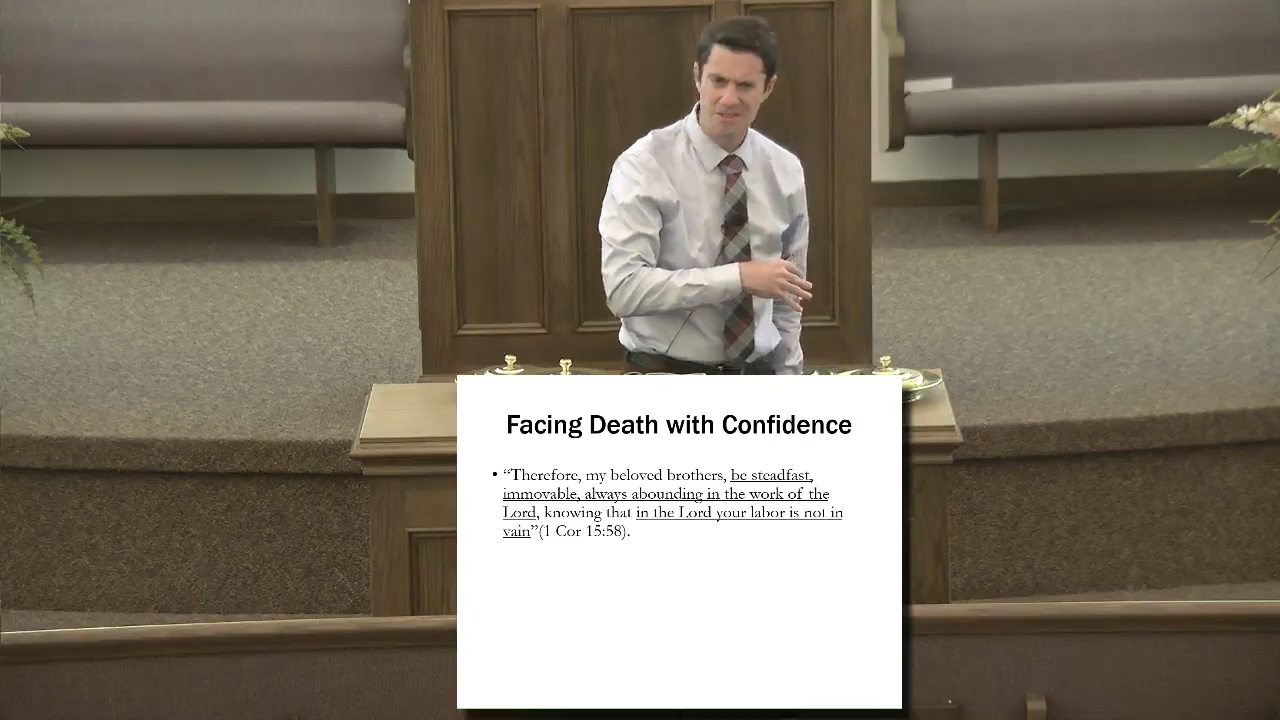 Facing Death with Confidence
• “Therefore, my beloved brothers, be steadfast,
immovable, always abounding in the work of the
Lord, knowing that in the Lord your labor is not in
vain”(1 Cor 15:58).